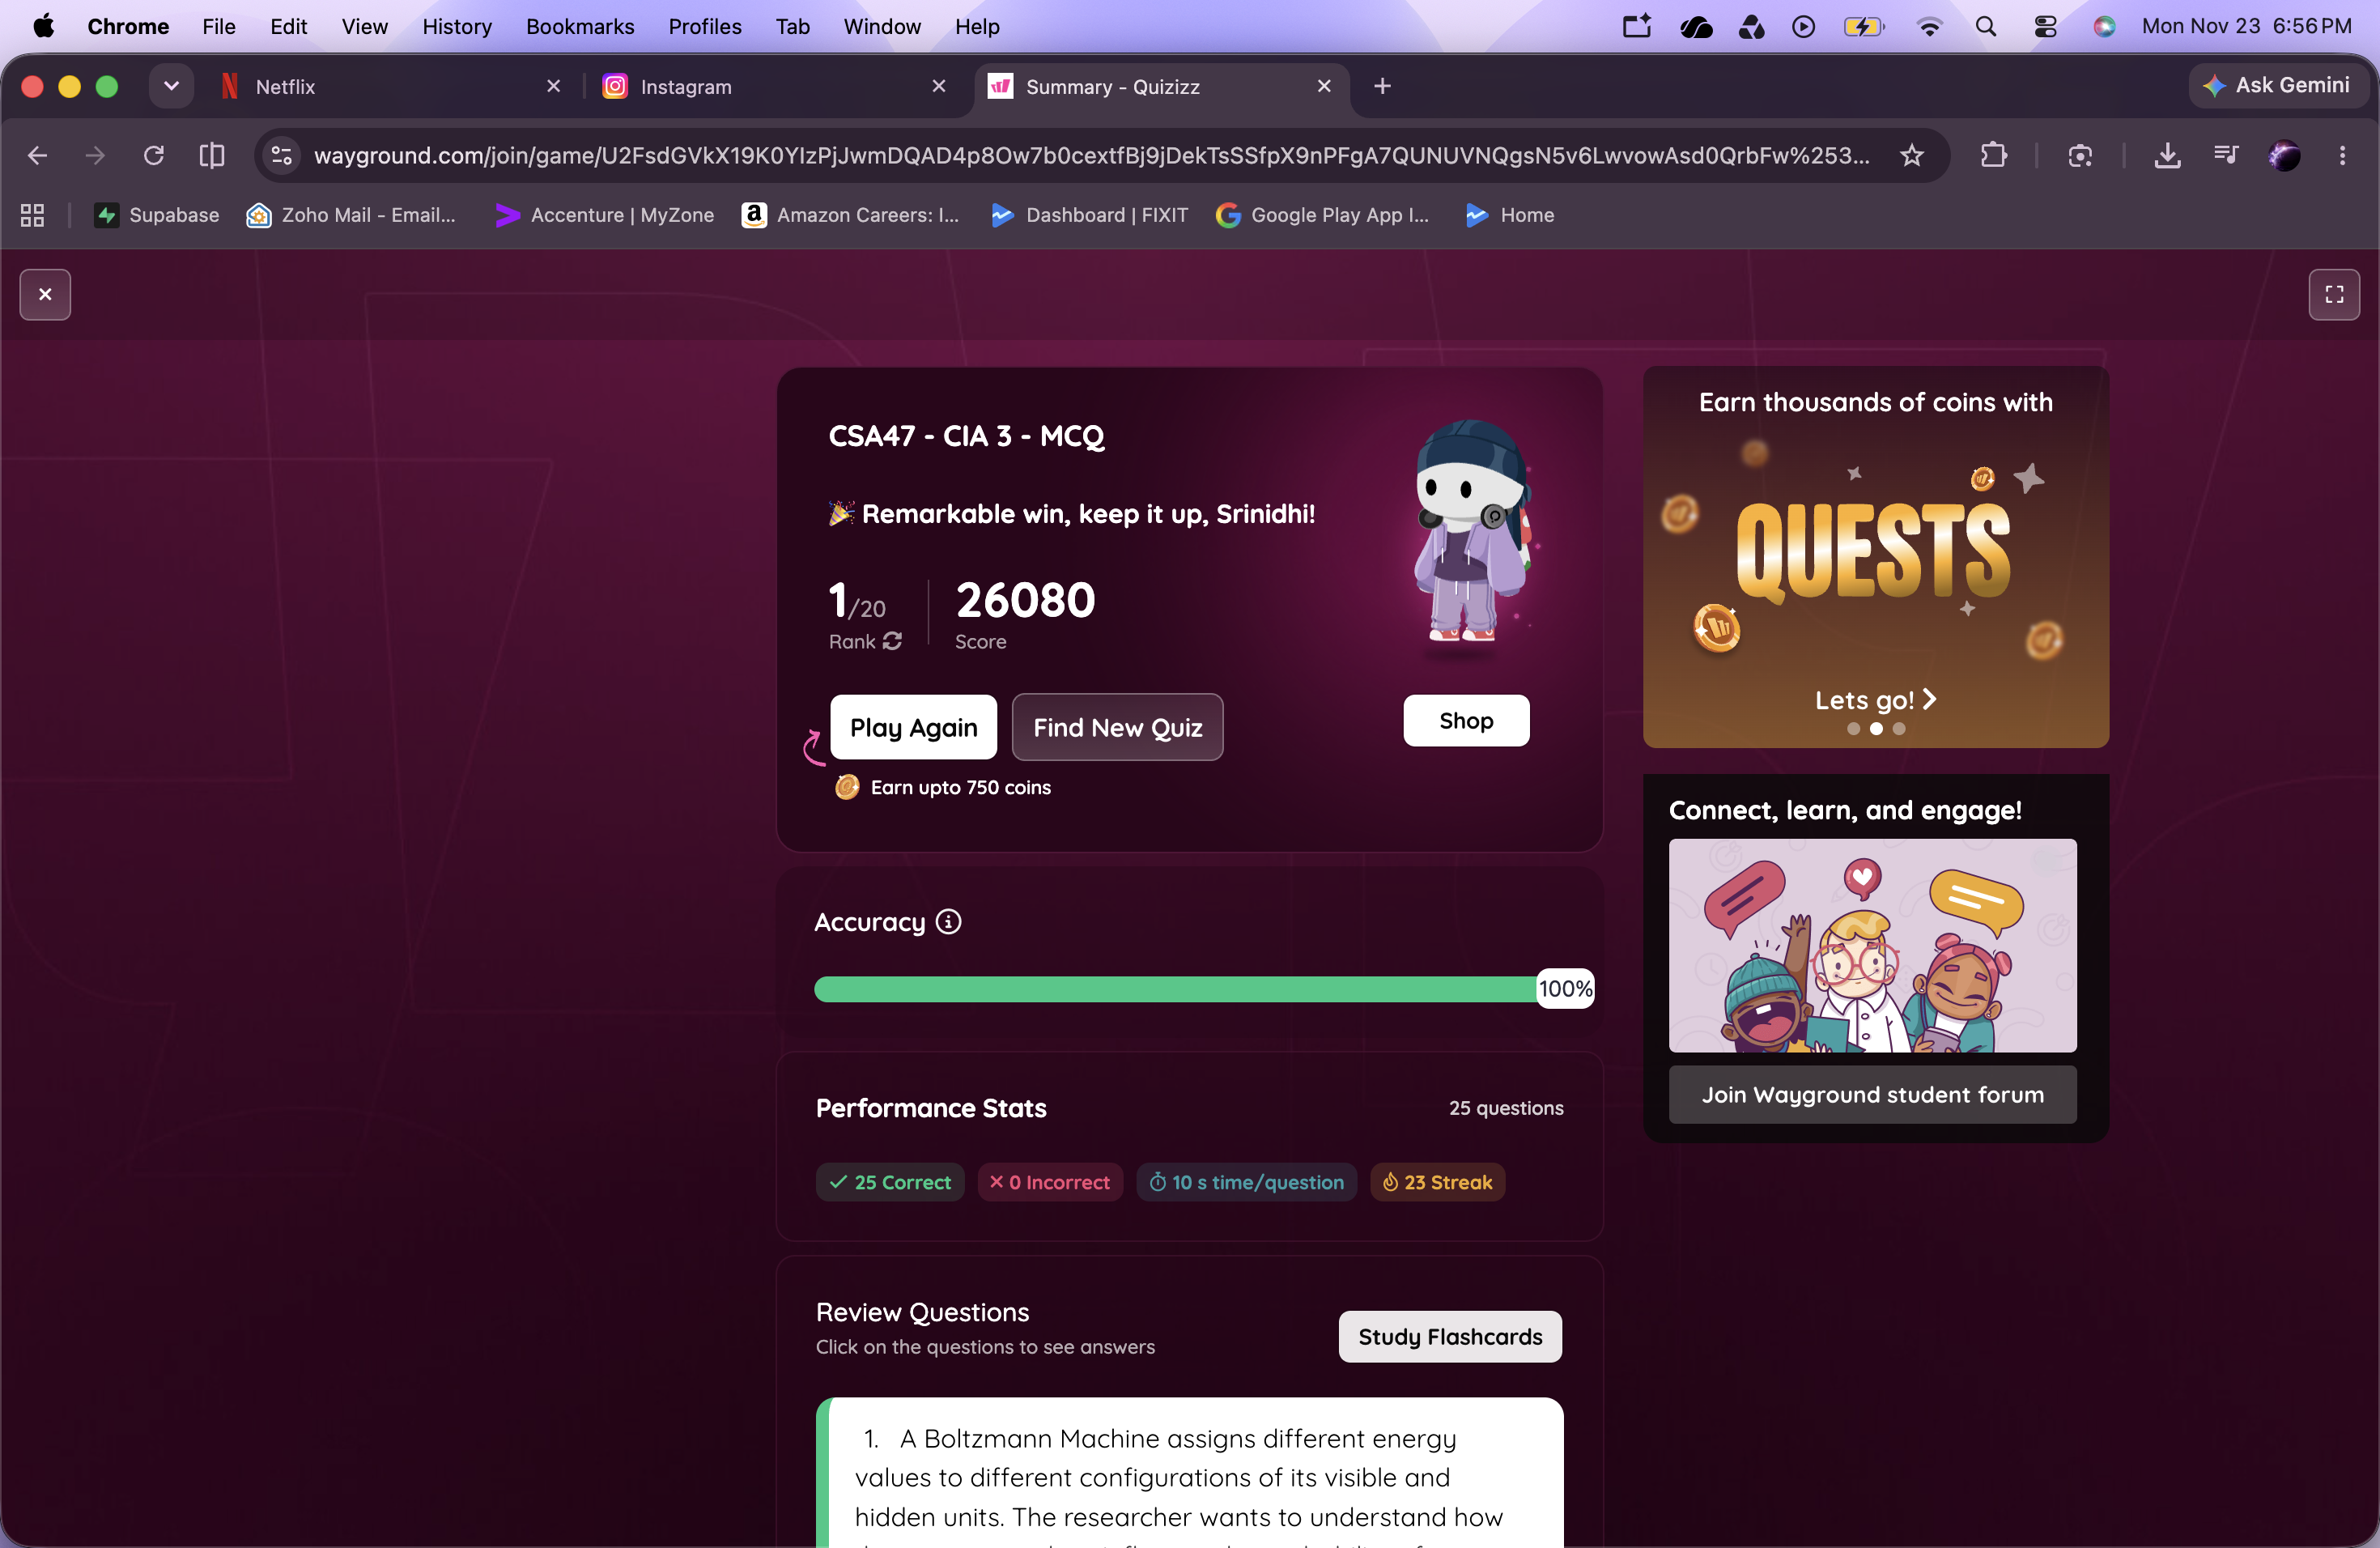 Chrome File Edit View History Bookmarks Profiles Tab Window Help Mon Nov 23 6:56 PM
Netflix Instagram Summary - Quizizz Ask Gemini
wayground.com/join/game/U2FsdGVkX19K0YIzPjJwmDQAD4p8Ow7b0cextfBj9jDekTsSSfpX9nPFgA7QUNUVNQgsN5v6LwvowAsd0QrbFw%253...
Supabase Zoho Mail - Email... Accenture | MyZone Amazon Careers: I... Dashboard | FIXIT Google Play App I... Home
CSA47 - CIA 3 - MCQ
🎉 Remarkable win, keep it up, Srinidhi!
1/20 26080
Rank Score
Play Again Find New Quiz Shop
Earn upto 750 coins
Accuracy
100%
Performance Stats 25 questions
25 Correct 0 Incorrect 10 s time/question 23 Streak
Review Questions
Click on the questions to see answers
Study Flashcards
1. A Boltzmann Machine assigns different energy
values to different configurations of its visible and
hidden units. The researcher wants to understand how
Earn thousands of coins with
QUESTS
Lets go!
Connect, learn, and engage!
Join Wayground student forum